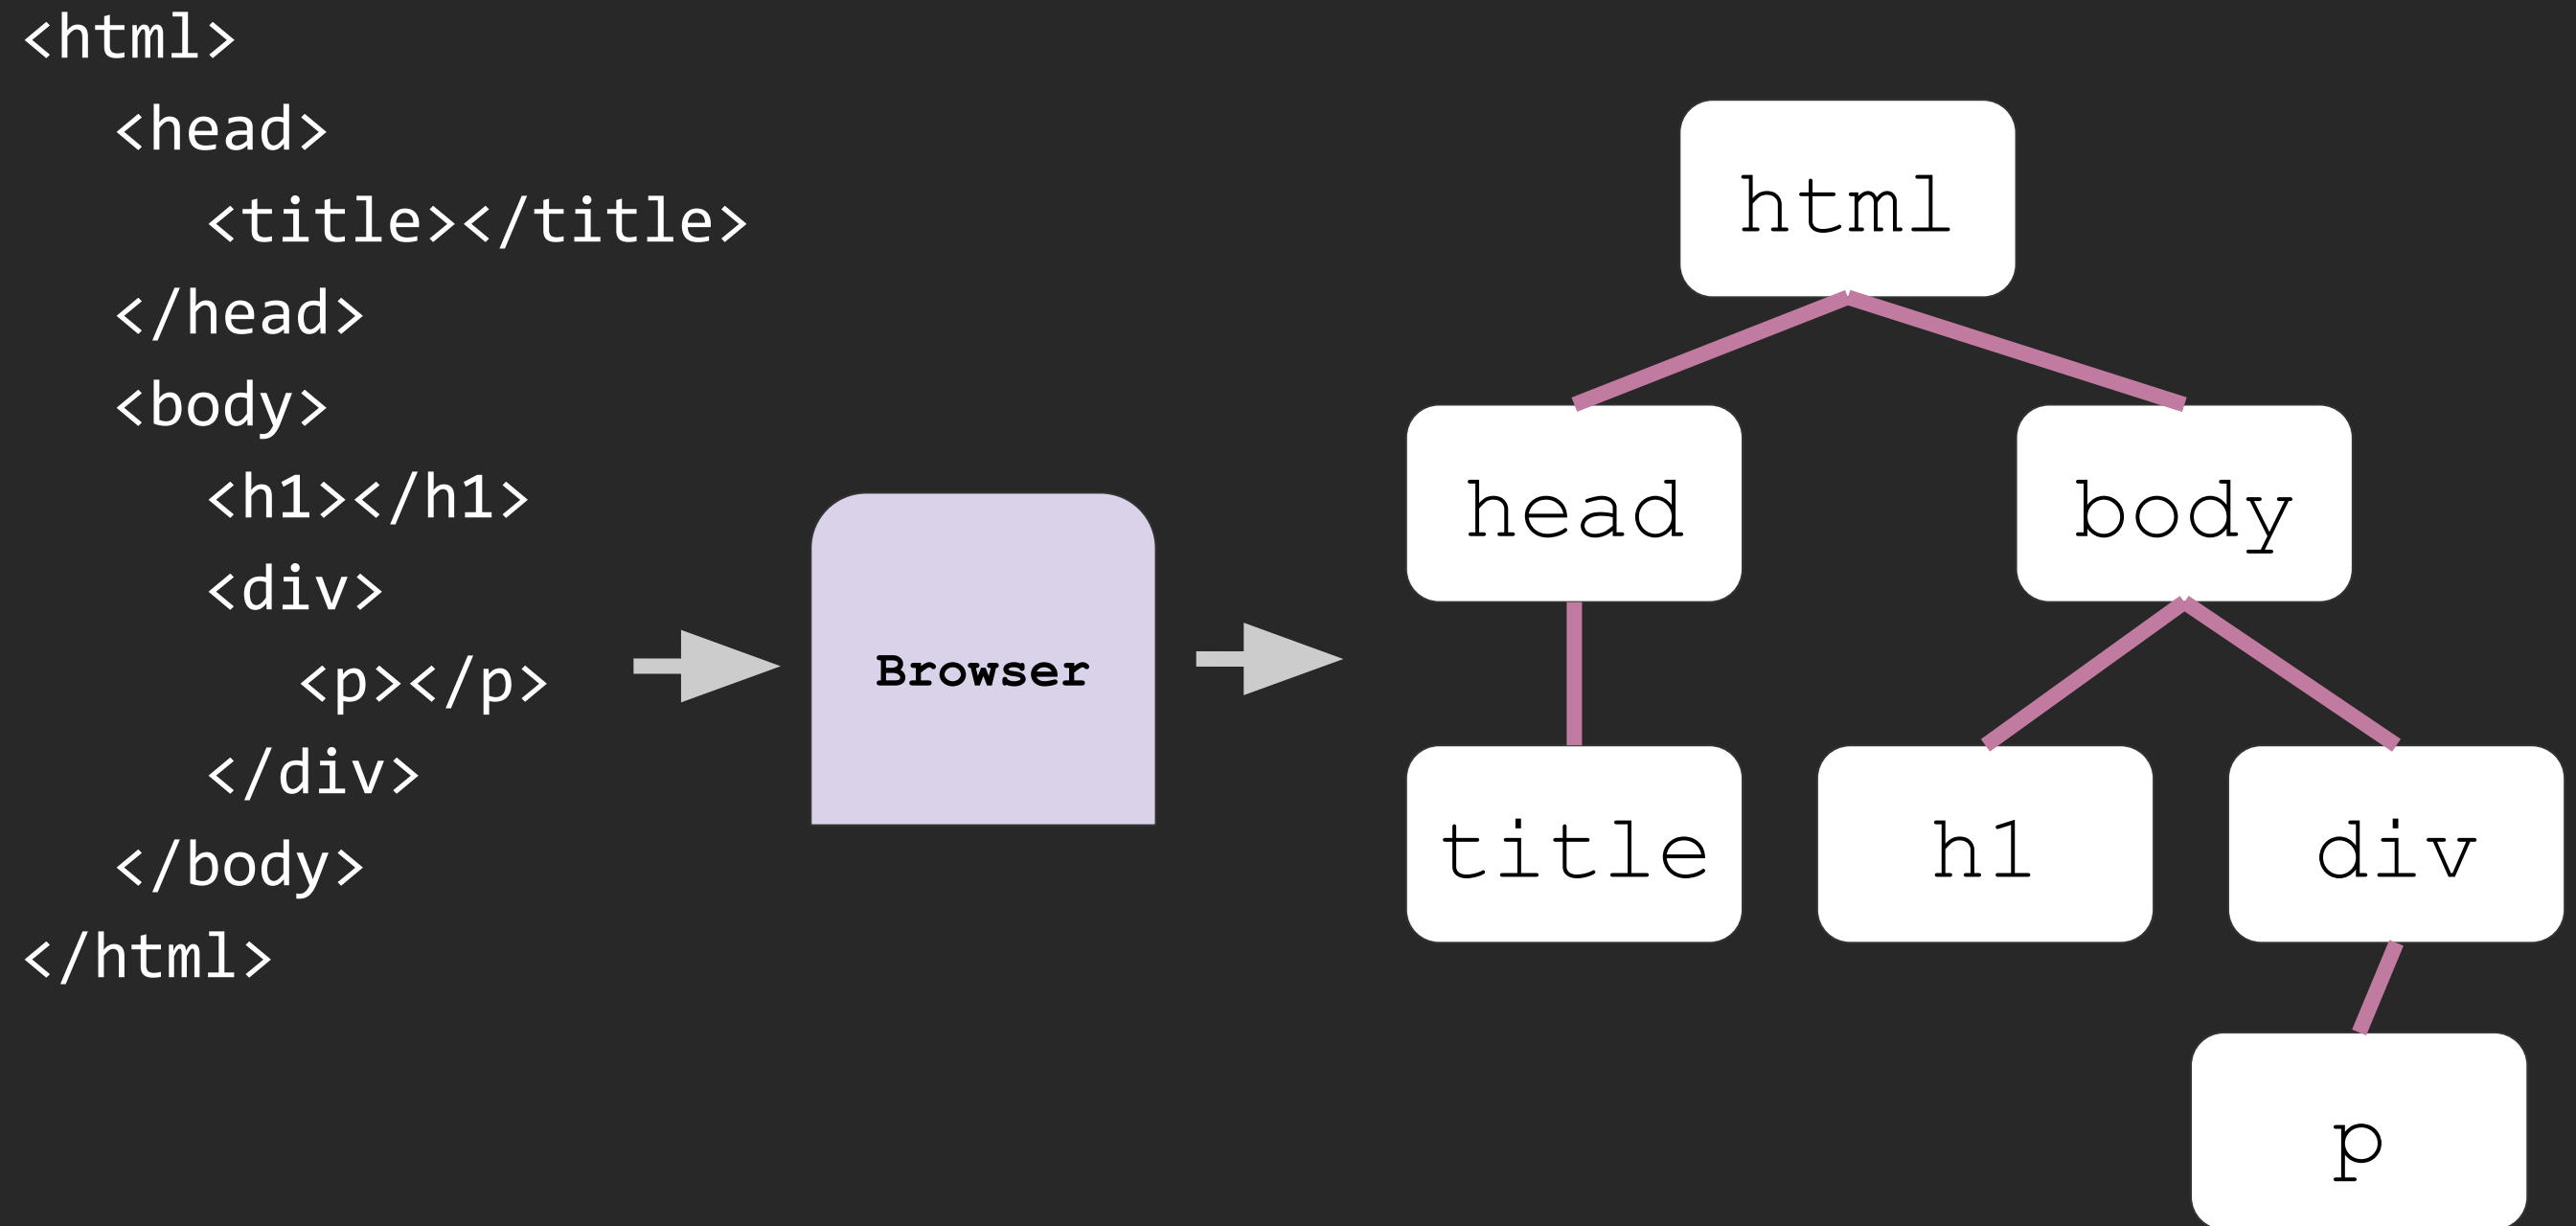 <html>
<head>
<title></title>
</head>
<body>
<h1></h1>
<div>
<p></p>
</div>
</body>
</html>
Browser
html
head
body
title
h1
div
p